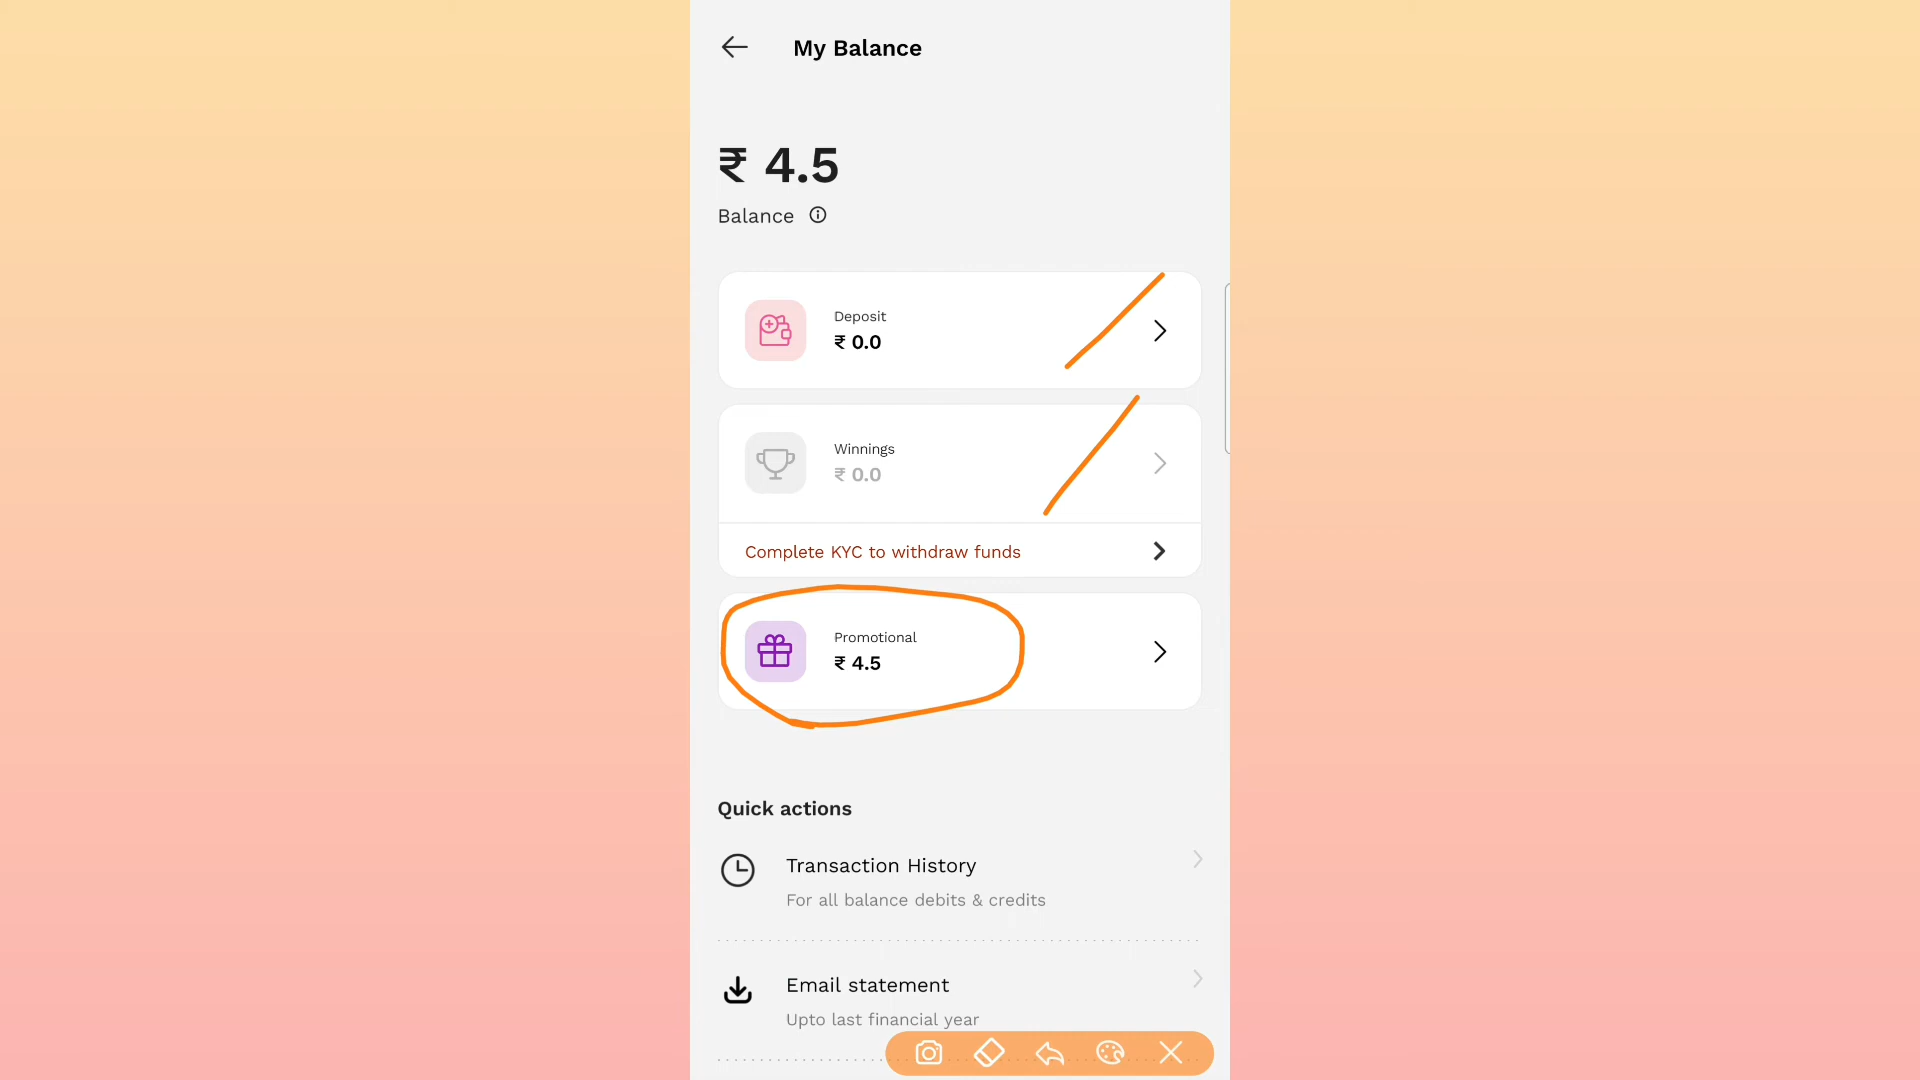 My Balance
₹ 4.5
Balance
Deposit
₹ 0.0
Winnings
₹ 0.0
Complete KYC to withdraw funds
Promotional
₹ 4.5
Quick actions
Transaction History
For all balance debits & credits
Email statement
Upto last financial year